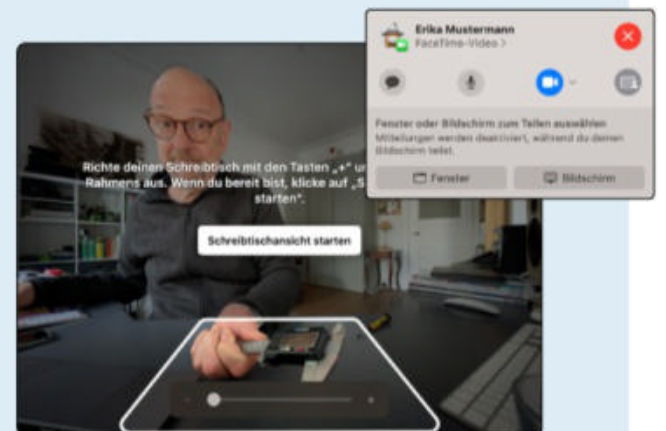 Erika Mustermann
FaceTime-Video >
Fenster oder Bildschirm zum Teilen auswählen
Mitteilungen werden deaktiviert, während du deinen
Bildschirm teilst.
Fenster
Bildschirm
Richte deinen Schreibtisch mit den Tasten „+“
Rahmens aus. Wenn du bereit bist, klicke auf
starten“.
Schreibtischansicht starten
- +